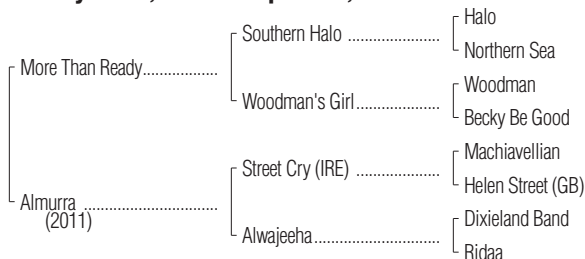 Halo
Southern Halo ..................
Northern Sea
More Than Ready..................
Woodman
Woodman's Girl.....................
Becky Be Good
Machiavellian
Street Cry (IRE) ..................
Helen Street (GB)
Almurra ..............................
(2011)
Dixieland Band
Alwajeeha............................
Ridaa